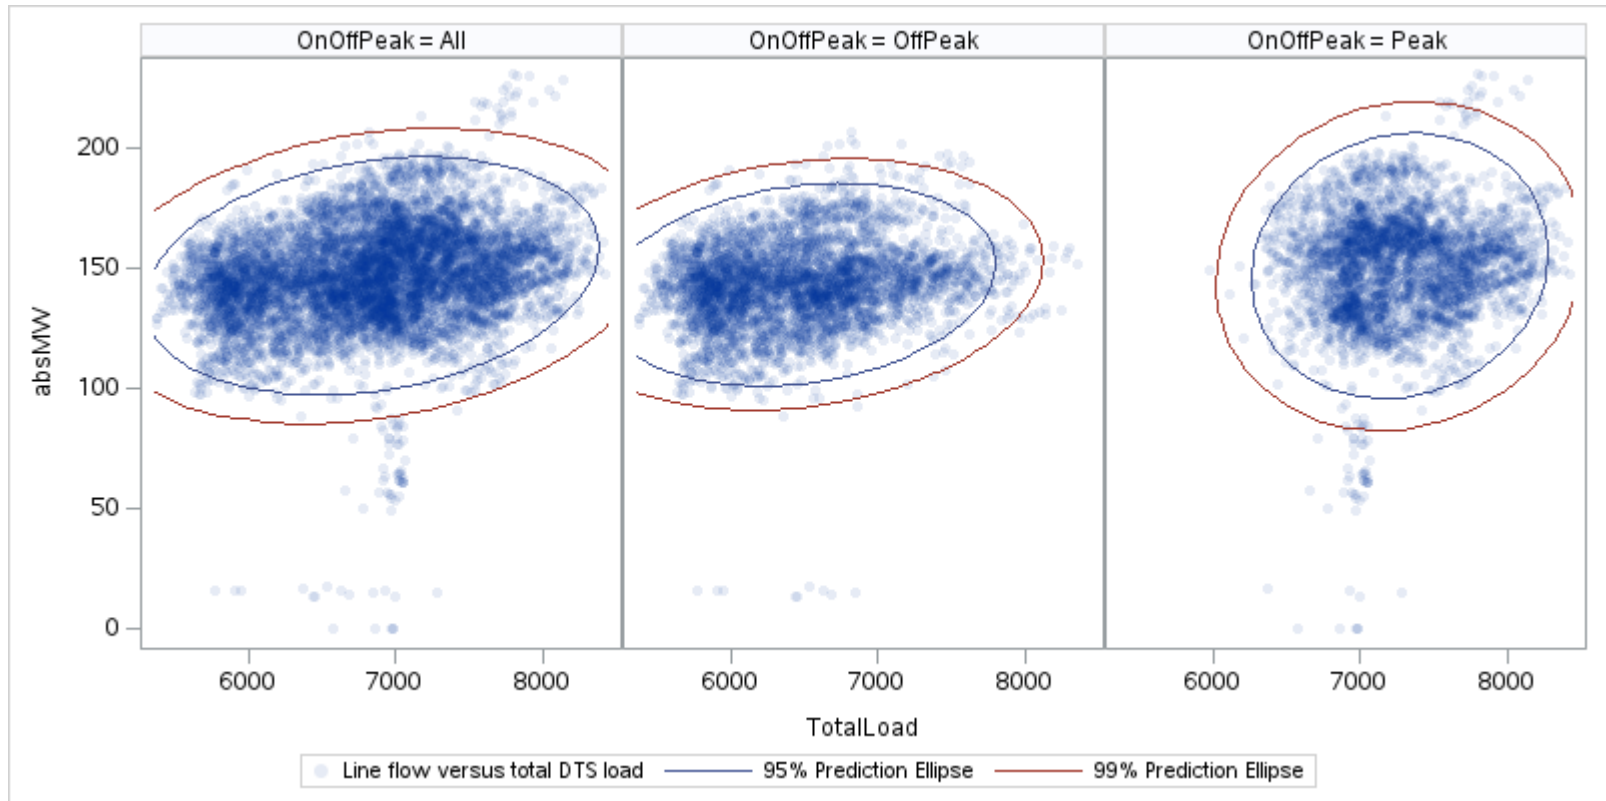 OnOffPeak = All
OnOffPeak = OffPeak
OnOffPeak = Peak
200
150
100
50
0
absMW
6000 7000 8000
6000 7000 8000
6000 7000 8000
TotalLoad
Line flow versus total DTS load
95% Prediction Ellipse
99% Prediction Ellipse